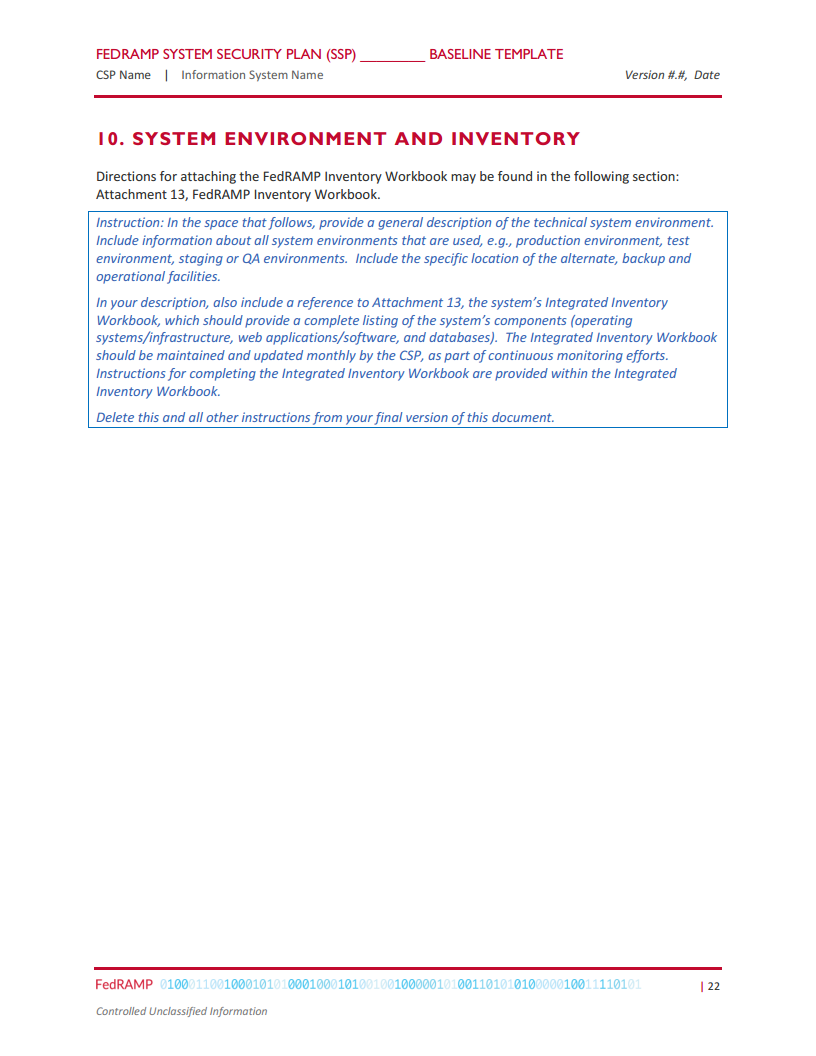 FEDRAMP SYSTEM SECURITY PLAN (SSP) _________ BASELINE TEMPLATE
CSP Name | Information System Name Version #.#, Date
10. SYSTEM ENVIRONMENT AND INVENTORY
Directions for attaching the FedRAMP Inventory Workbook may be found in the following section:
Attachment 13, FedRAMP Inventory Workbook.
Instruction: In the space that follows, provide a general description of the technical system environment.
Include information about all system environments that are used, e.g., production environment, test
environment, staging or QA environments.  Include the specific location of the alternate, backup and
operational facilities.
In your description, also include a reference to Attachment 13, the system’s Integrated Inventory
Workbook, which should provide a complete listing of the system’s components (operating
systems/infrastructure, web applications/software, and databases).  The Integrated Inventory Workbook
should be maintained and updated monthly by the CSP, as part of continuous monitoring efforts.
Instructions for completing the Integrated Inventory Workbook are provided within the Integrated
Inventory Workbook.
Delete this and all other instructions from your final version of this document.
FedRAMP 01000110010001010100010001010010010000010100110101010000010011110101 | 22
Controlled Unclassified Information